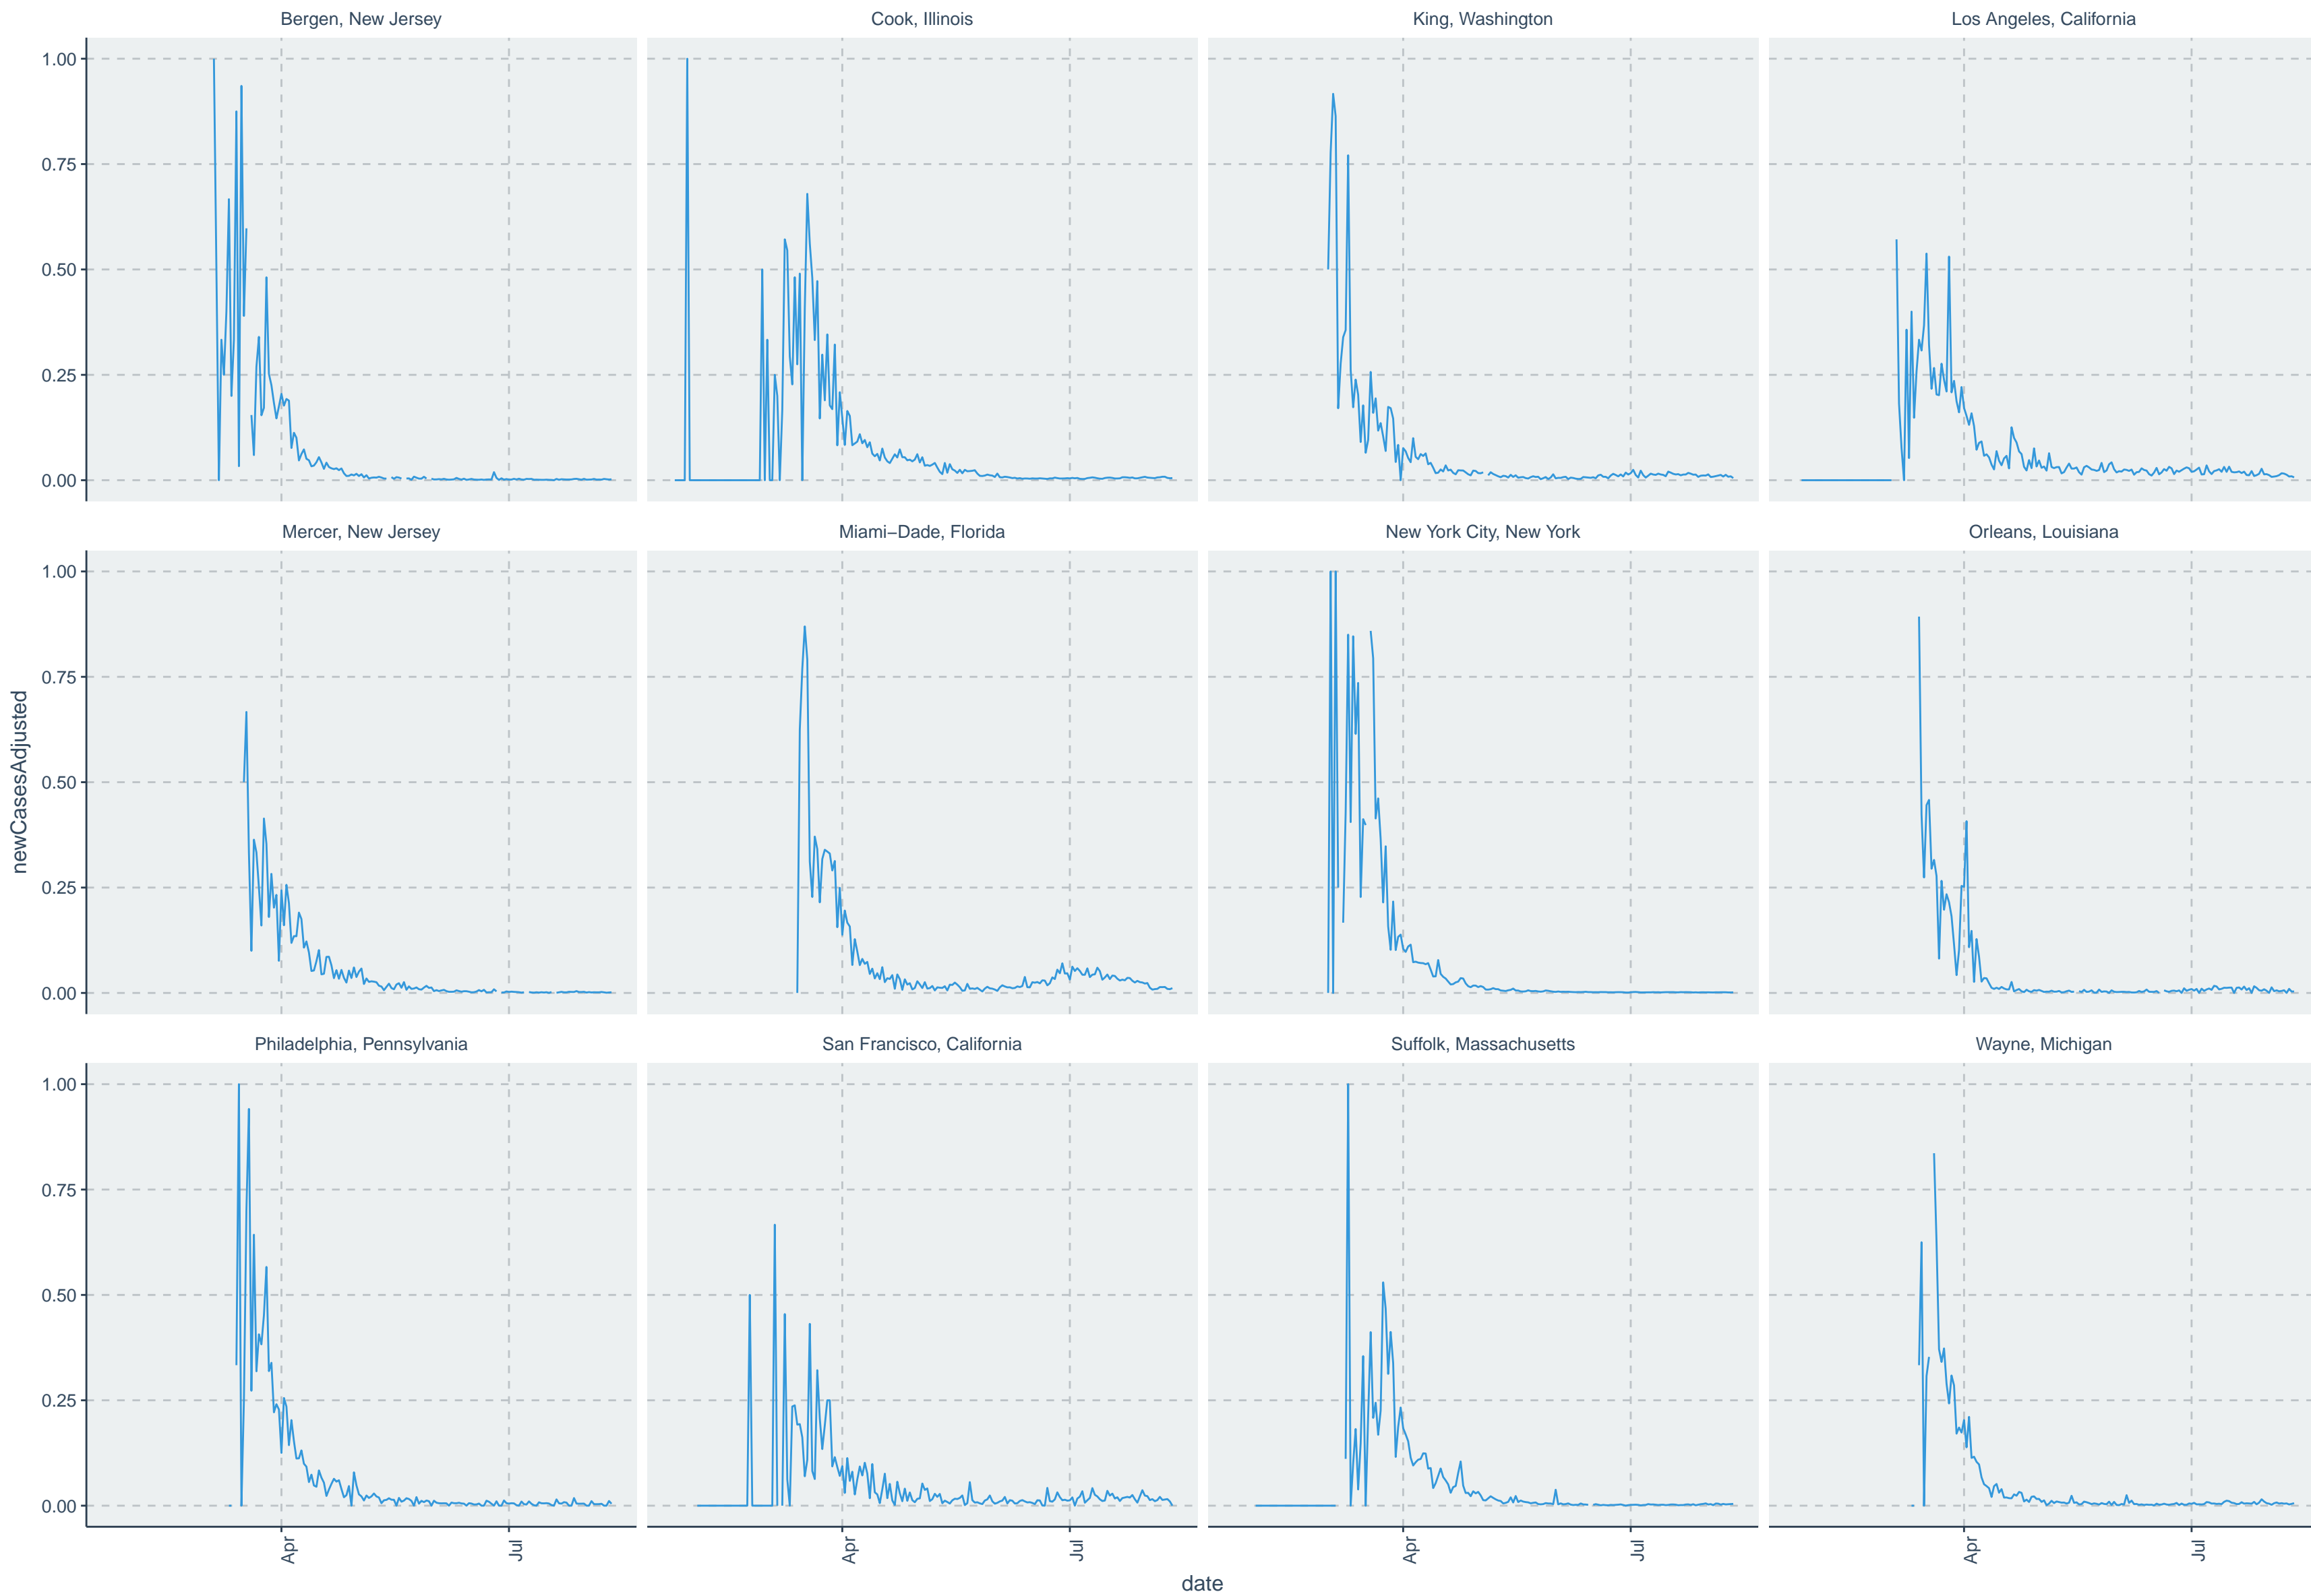 Bergen, New Jersey
Cook, Illinois
King, Washington
Los Angeles, California
1.00
0.75
0.50
0.25
0.00
Mercer, New Jersey
Miami−Dade, Florida
New York City, New York
Orleans, Louisiana
1.00
0.75
0.50
0.25
0.00
newCasesAdjusted
Philadelphia, Pennsylvania
San Francisco, California
Suffolk, Massachusetts
Wayne, Michigan
1.00
0.75
0.50
0.25
0.00
Apr
Jul
Apr
Jul
Apr
Jul
Apr
Jul
date